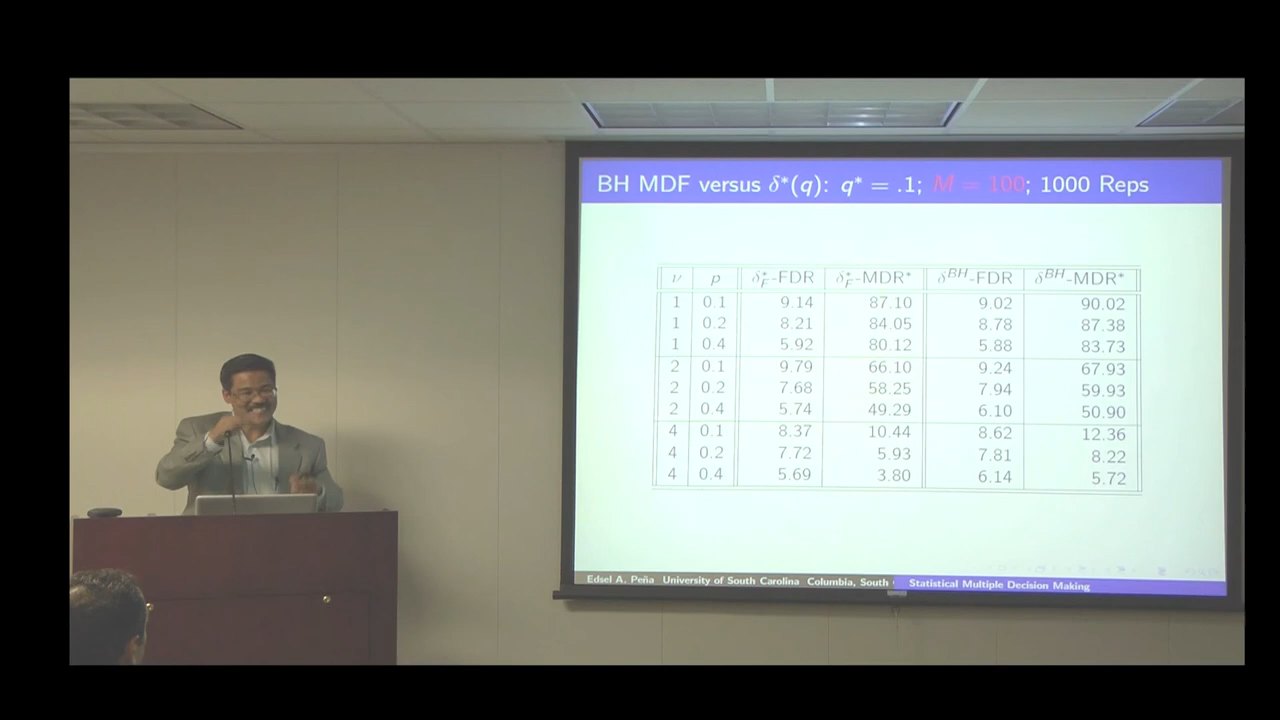 BH MDF versus δ*(q): q* = .1; M = 100; 1000 Reps
ν p δ*F-FDR δ*F-MDR* δBH-FDR δBH-MDR*
1 0.1 9.14 87.10 9.02 90.02
1 0.2 8.21 84.05 8.78 87.38
1 0.4 5.92 80.12 5.88 83.73
2 0.1 9.79 66.10 9.24 67.93
2 0.2 7.68 58.25 7.94 59.93
2 0.4 5.74 49.29 6.10 50.90
4 0.1 8.37 10.44 8.62 12.36
4 0.2 7.72 5.93 7.81 8.22
4 0.4 5.69 3.80 6.14 5.72
Edsel A. Peña University of South Carolina Columbia, South Statistical Multiple Decision Making